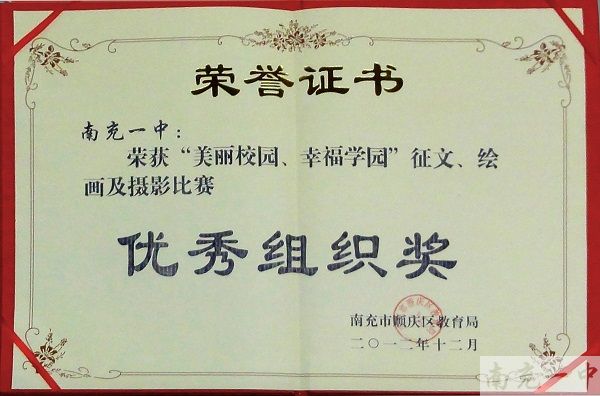 荣誉证书
南充一中：
荣获“美丽校园、幸福学园”征文、绘
画及摄影比赛
优秀组织奖
南充市顺庆区教育局
二〇一二年十二月
南充一中